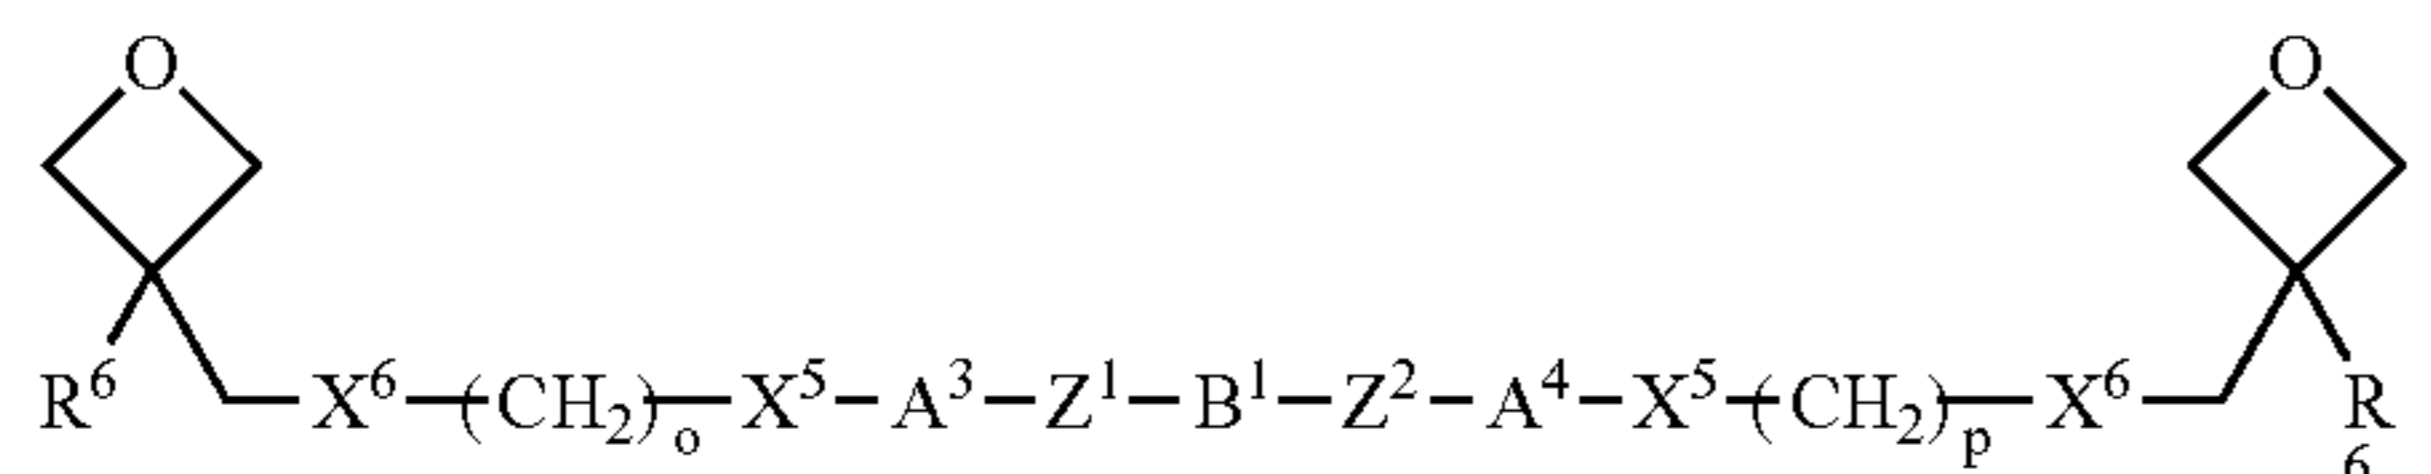 O O
R⁶ X⁶—(CH₂)ₒ—X⁵—A³—Z¹—B¹—Z²—A⁴—X⁵—(CH₂)ₚ—X⁶ R
6